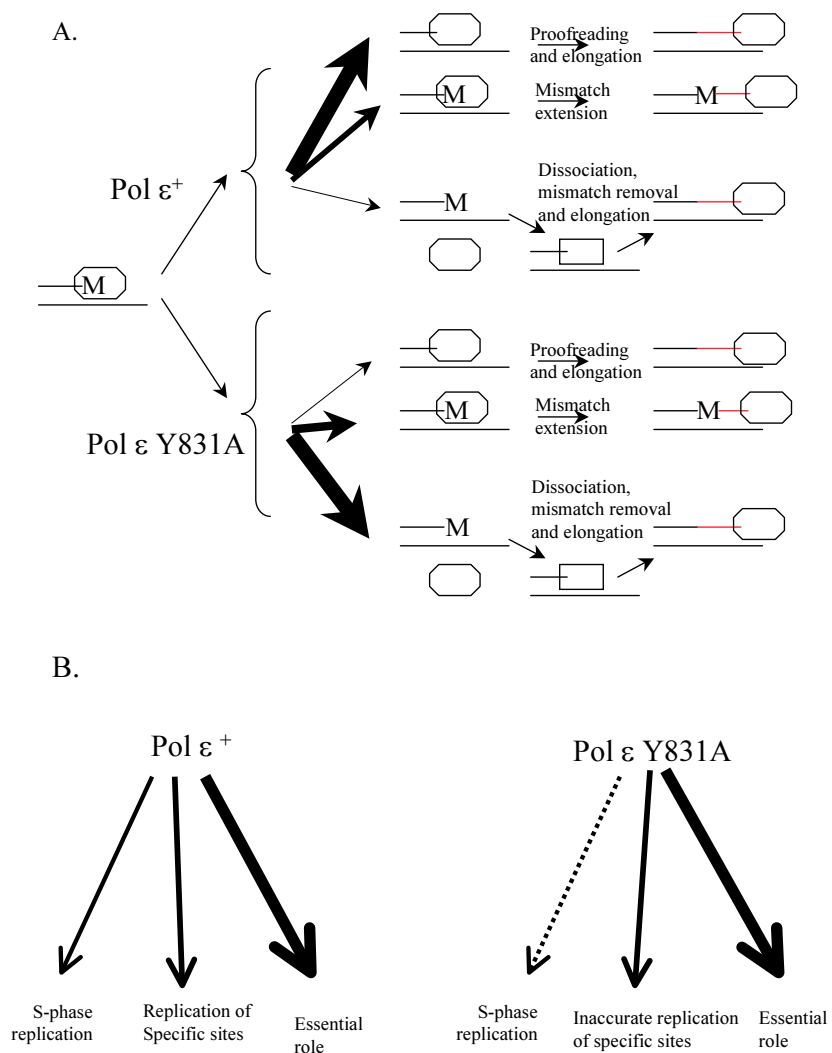 A.
Proofreading
and elongation
M
Mismatch
extension
M
Pol ε+
Dissociation,
mismatch removal
and elongation
M
M
Proofreading
and elongation
M
Mismatch
extension
M
Pol ε Y831A
Dissociation,
mismatch removal
and elongation
M
B.
Pol ε +
Pol ε Y831A
S-phase
replication
Replication of
Specific sites
Essential
role
S-phase
replication
Inaccurate replication
of specific sites
Essential
role